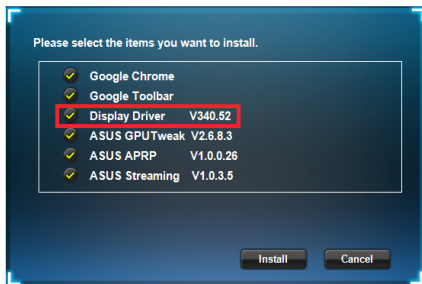 Please select the items you want to install.
Google Chrome
Google Toolbar
Display Driver V340.52
ASUS GPUTweak V2.6.8.3
ASUS APRP V1.0.0.26
ASUS Streaming V1.0.3.5
Install Cancel